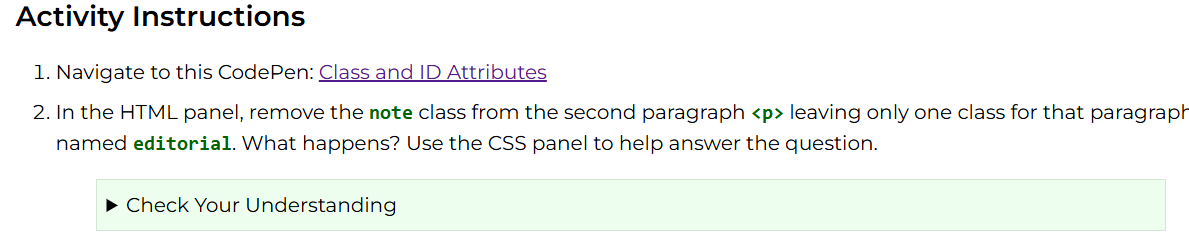 Activity Instructions
1. Navigate to this CodePen: Class and ID Attributes
2. In the HTML panel, remove the note class from the second paragraph <p> leaving only one class for that paragraph
named editorial. What happens? Use the CSS panel to help answer the question.
▶ Check Your Understanding